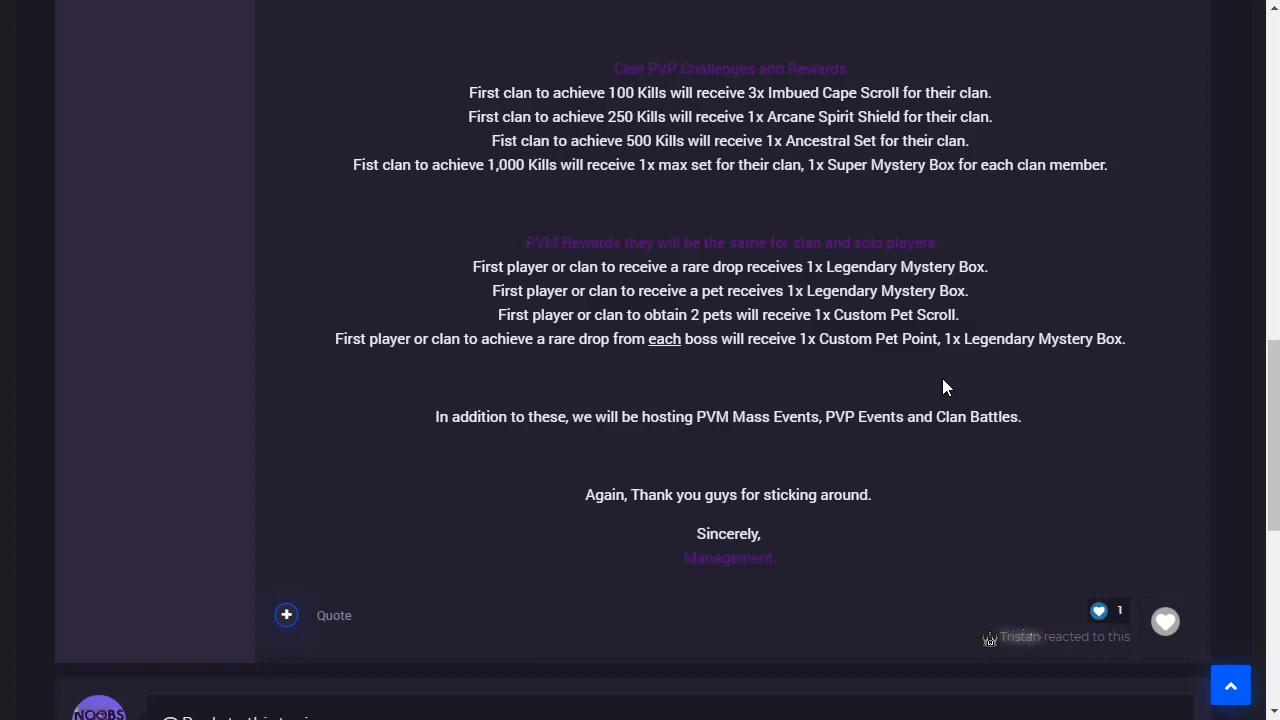 Clan PVP Challenges and Rewards
First clan to achieve 100 Kills will receive 3x Imbued Cape Scroll for their clan.
First clan to achieve 250 Kills will receive 1x Arcane Spirit Shield for their clan.
Fist clan to achieve 500 Kills will receive 1x Ancestral Set for their clan.
Fist clan to achieve 1,000 Kills will receive 1x max set for their clan, 1x Super Mystery Box for each clan member.
PVM Rewards they will be the same for clan and solo players
First player or clan to receive a rare drop receives 1x Legendary Mystery Box.
First player or clan to receive a pet receives 1x Legendary Mystery Box.
First player or clan to obtain 2 pets will receive 1x Custom Pet Scroll.
First player or clan to achieve a rare drop from each boss will receive 1x Custom Pet Point, 1x Legendary Mystery Box.
In addition to these, we will be hosting PVM Mass Events, PVP Events and Clan Battles.
Again, Thank you guys for sticking around.
Sincerely,
Management.
Quote
1
Tristan reacted to this
NOOBS